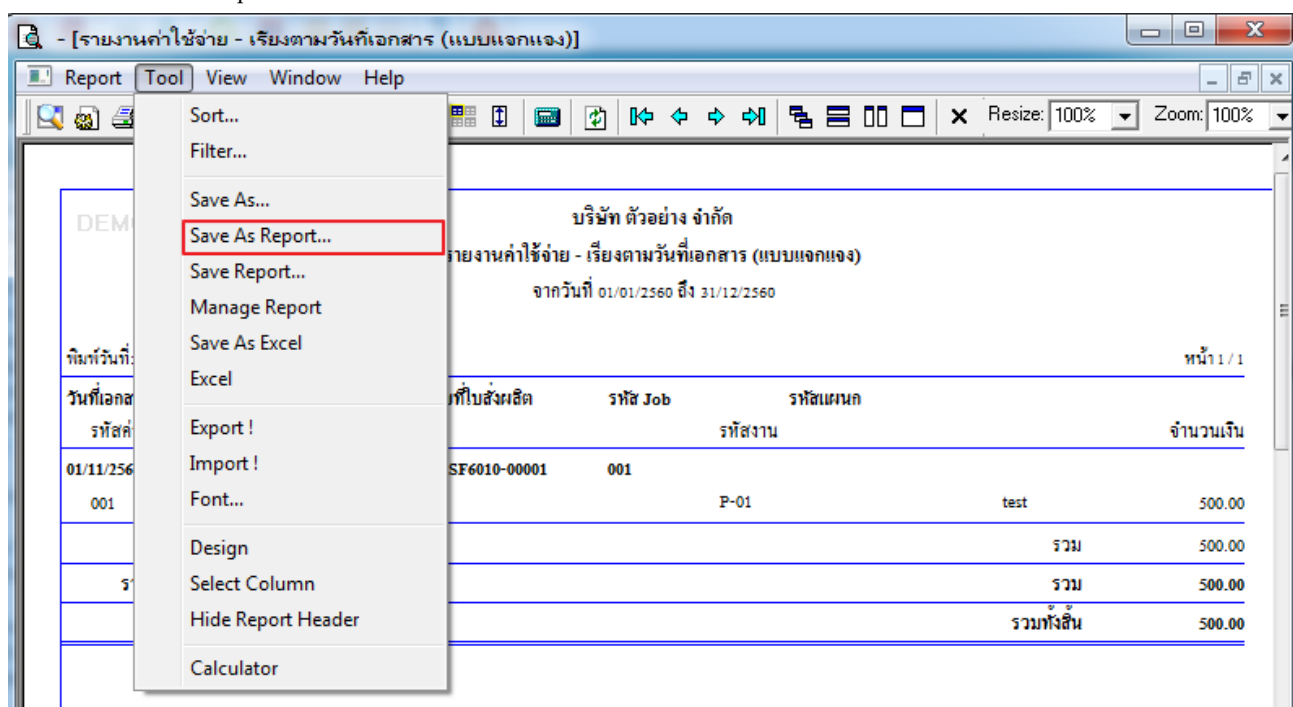 - [รายงานค่าใช้จ่าย - เรียงตามวันที่เอกสาร (แบบแจกแจง)]
Report Tool View Window Help
Resize: 100% Zoom: 100%
Sort...
Filter...
Save As...
Save As Report...
Save Report...
Manage Report
Save As Excel
Excel
Export !
Import !
Font...
Design
Select Column
Hide Report Header
Calculator
บริษัท ตัวอย่าง จำกัด
รายงานค่าใช้จ่าย - เรียงตามวันที่เอกสาร (แบบแจกแจง)
จากวันที่ 01/01/2560 ถึง 31/12/2560
พิมพ์วันที่: หน้า 1 / 1
รหัส Job รหัสแผนก
รหัสงาน จำนวนเงิน
01/11/256 SF6010-00001 001
001 P-01 test 500.00
รวม 500.00
รวม 500.00
รวมทั้งสิ้น 500.00